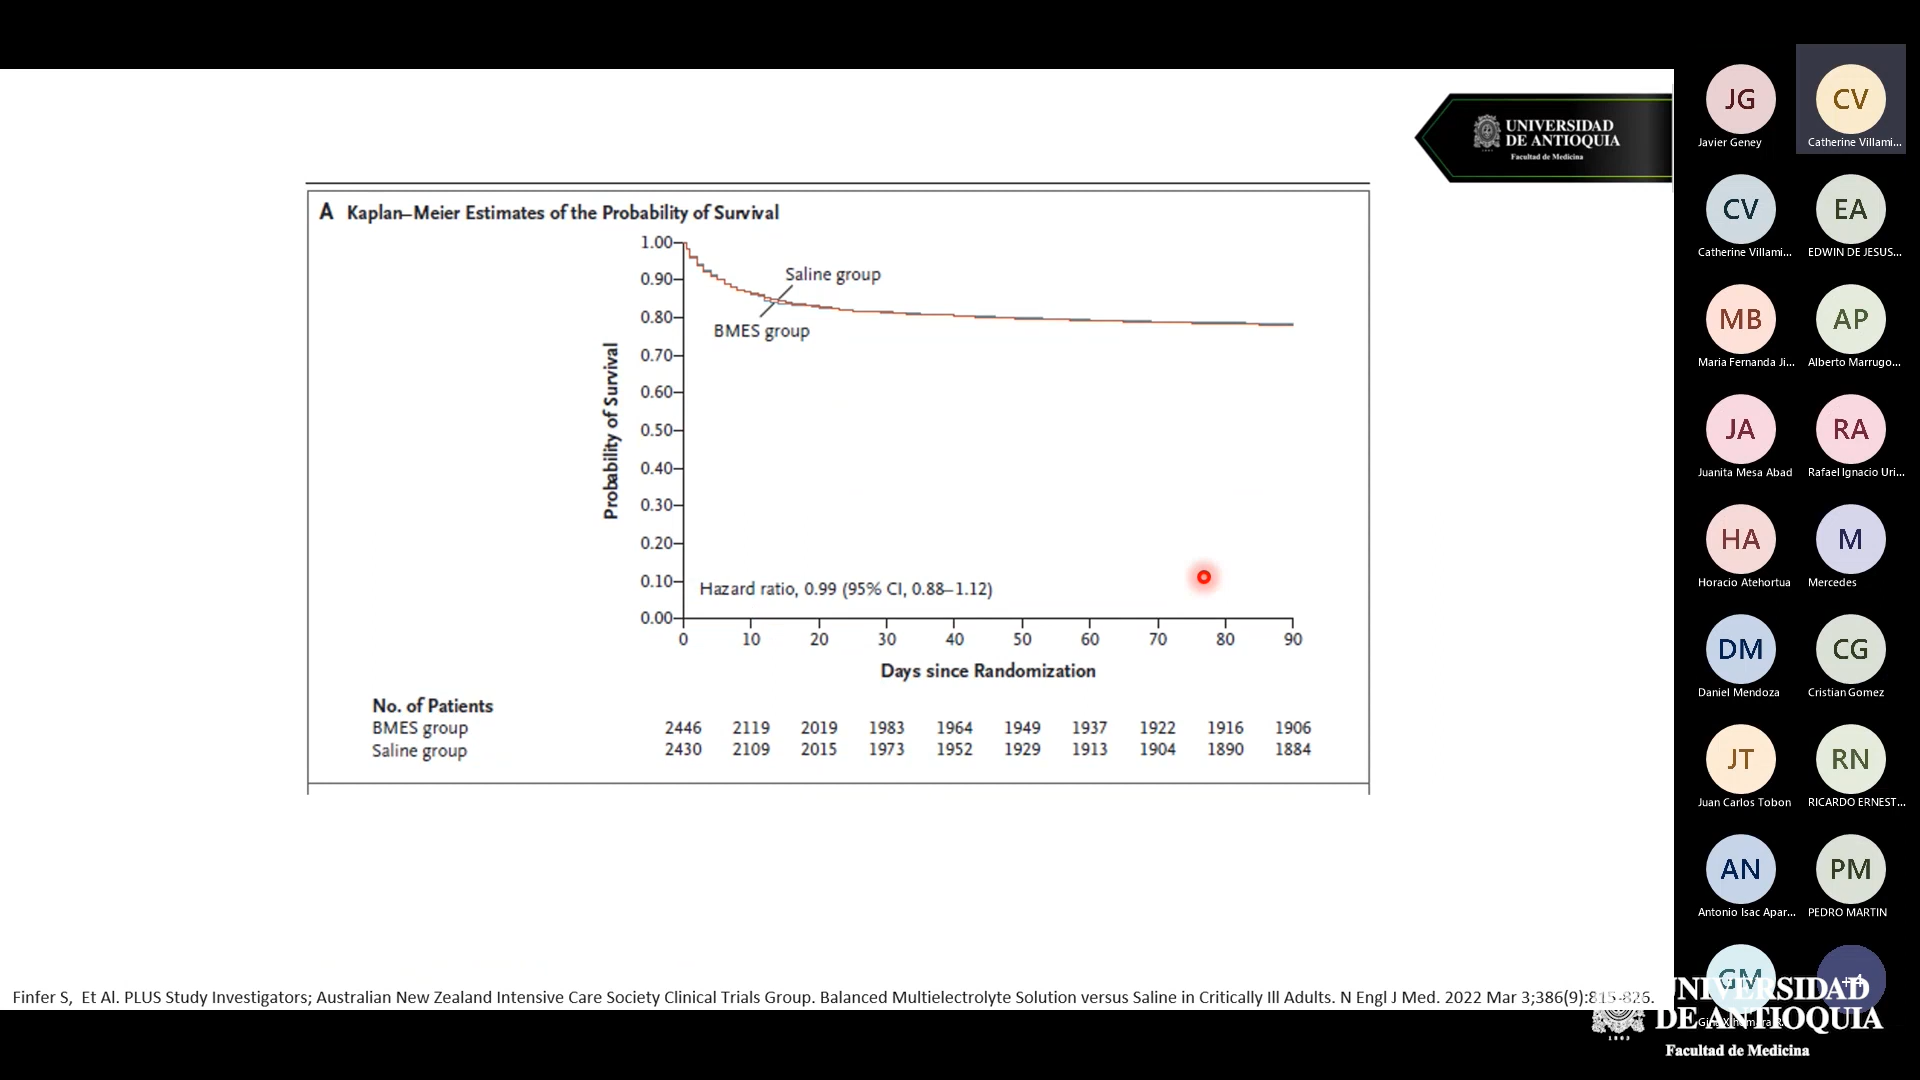 UNIVERSIDAD
DE ANTIOQUIA
1803
Facultad de Medicina
A Kaplan–Meier Estimates of the Probability of Survival
1.00
0.90
0.80
0.70
0.60
0.50
0.40
0.30
0.20
0.10
0.00
Probability of Survival
Saline group
BMES group
Hazard ratio, 0.99 (95% CI, 0.88–1.12)
0 10 20 30 40 50 60 70 80 90
Days since Randomization
No. of Patients
BMES group 2446 2119 2019 1983 1964 1949 1937 1922 1916 1906
Saline group 2430 2109 2015 1973 1952 1929 1913 1904 1890 1884
Finfer S, Et Al. PLUS Study Investigators; Australian New Zealand Intensive Care Society Clinical Trials Group. Balanced Multielectrolyte Solution versus Saline in Critically Ill Adults. N Engl J Med. 2022 Mar 3;386(9):815-826.
JG CV
Javier Geney Catherine Villami...
CV EA
Catherine Villami... EDWIN DE JESUS...
MB AP
Maria Fernanda Ji... Alberto Marrugo...
JA RA
Juanita Mesa Abad Rafael Ignacio Uri...
HA M
Horacio Atehortua Mercedes
DM CG
Daniel Mendoza Cristian Gomez
JT RN
Juan Carlos Tobon RICARDO ERNEST...
AN PM
Antonio Isac Apar... PEDRO MARTIN
GM +4
UNIVERSIDAD
DE ANTIOQUIA
1803
Facultad de Medicina